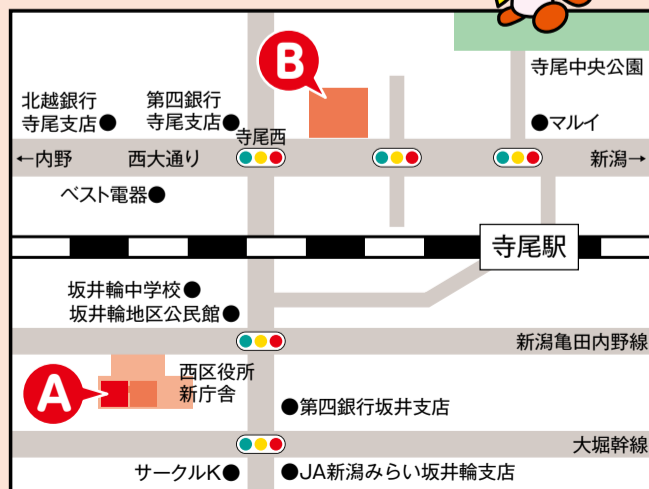 B
寺尾中央公園
北越銀行
寺尾支店
第四銀行
寺尾支店
マルイ
寺尾西
←内野
西大通り
新潟→
ベスト電器
寺尾駅
坂井輪中学校
坂井輪地区公民館
新潟亀田内野線
A
西区役所
新庁舎
第四銀行坂井支店
大堀幹線
サークルK
JA新潟みらい坂井輪支店